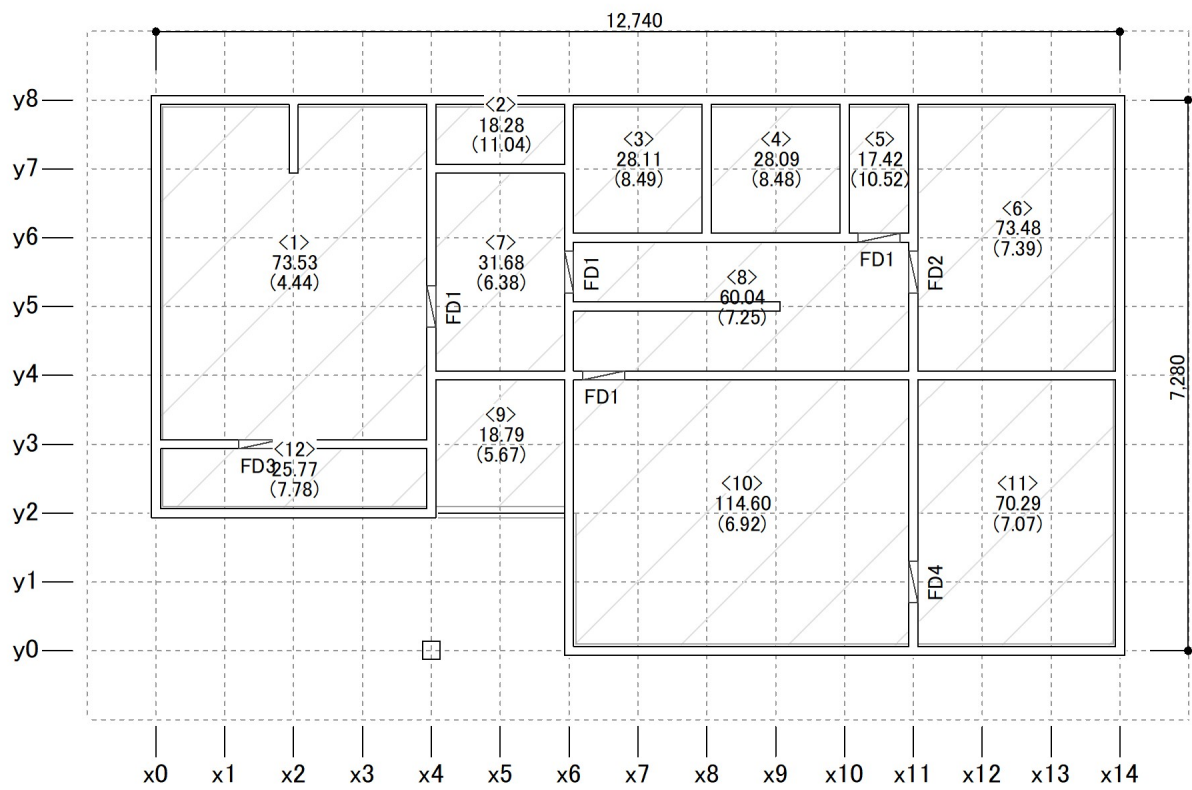 12,740
y8
<2>
18.28
(11.04)
<3>
28.11
(8.49)
<4>
28.09
(8.48)
<5>
17.42
(10.52)
y7
<6>
73.48
(7.39)
y6
<1>
73.53
(4.44)
<7>
31.68
(6.38)
FD1
FD1
FD2
<8>
60.04
(7.25)
y5
FD1
y4
7,280
FD1
<9>
18.79
(5.67)
y3
<12>
25.77
(7.78)
FD3
<10>
114.60
(6.92)
<11>
70.29
(7.07)
y2
y1
FD4
y0
x0 x1 x2 x3 x4 x5 x6 x7 x8 x9 x10 x11 x12 x13 x14